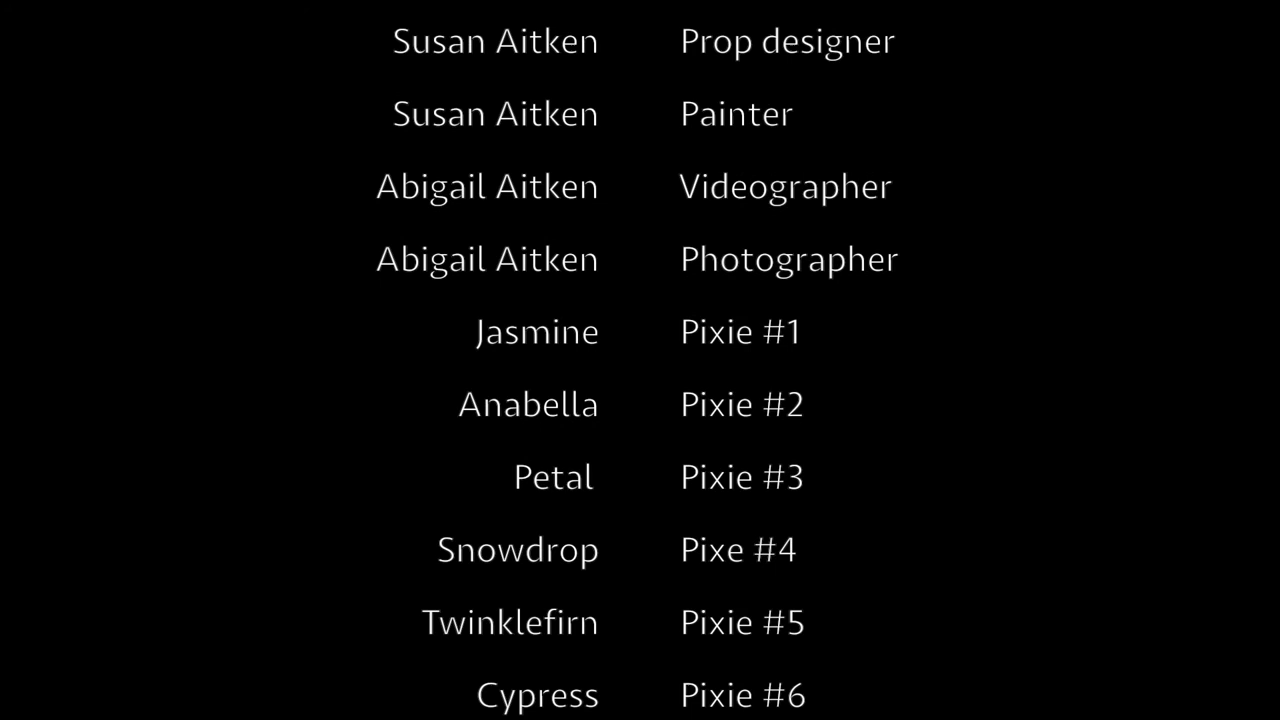 Susan Aitken Prop designer
Susan Aitken Painter
Abigail Aitken Videographer
Abigail Aitken Photographer
Jasmine Pixie #1
Anabella Pixie #2
Petal Pixie #3
Snowdrop Pixe #4
Twinklefirn Pixie #5
Cypress Pixie #6